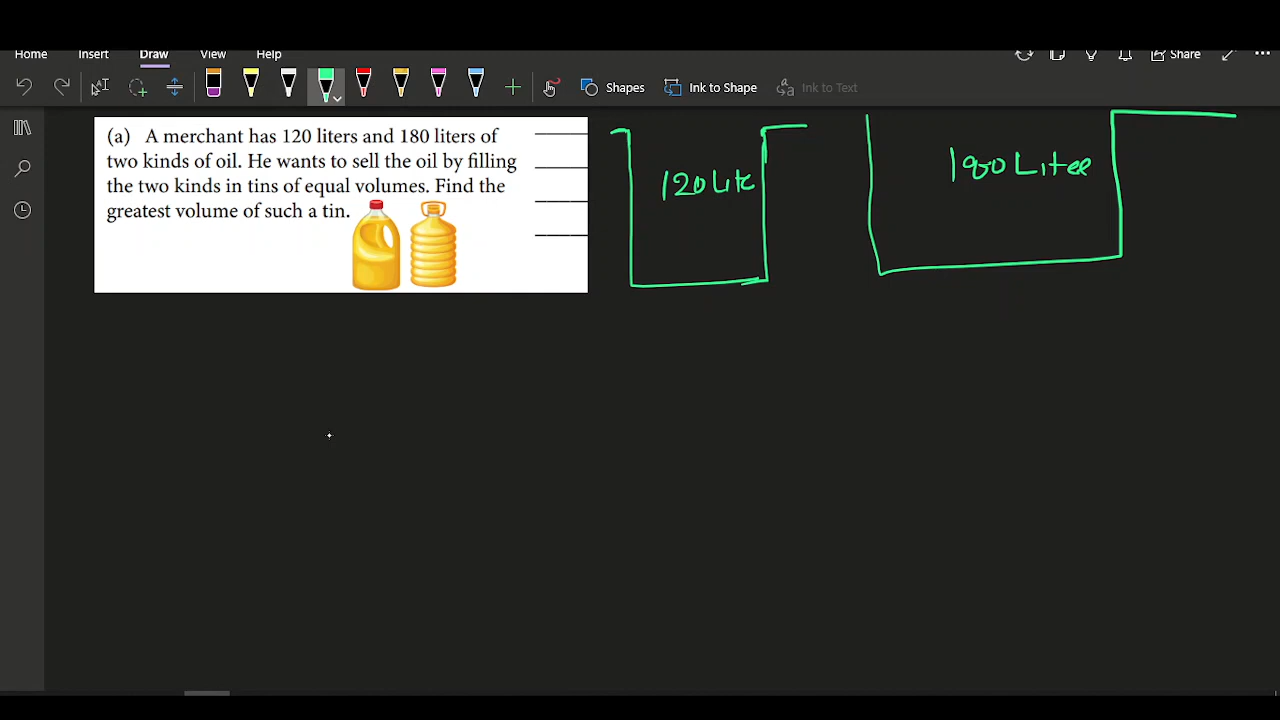 Home Insert Draw View Help
Share
Shapes Ink to Shape Ink to Text
(a) A merchant has 120 liters and 180 liters of
two kinds of oil. He wants to sell the oil by filling
the two kinds in tins of equal volumes. Find the
greatest volume of such a tin.
120 Lite
180 Litee